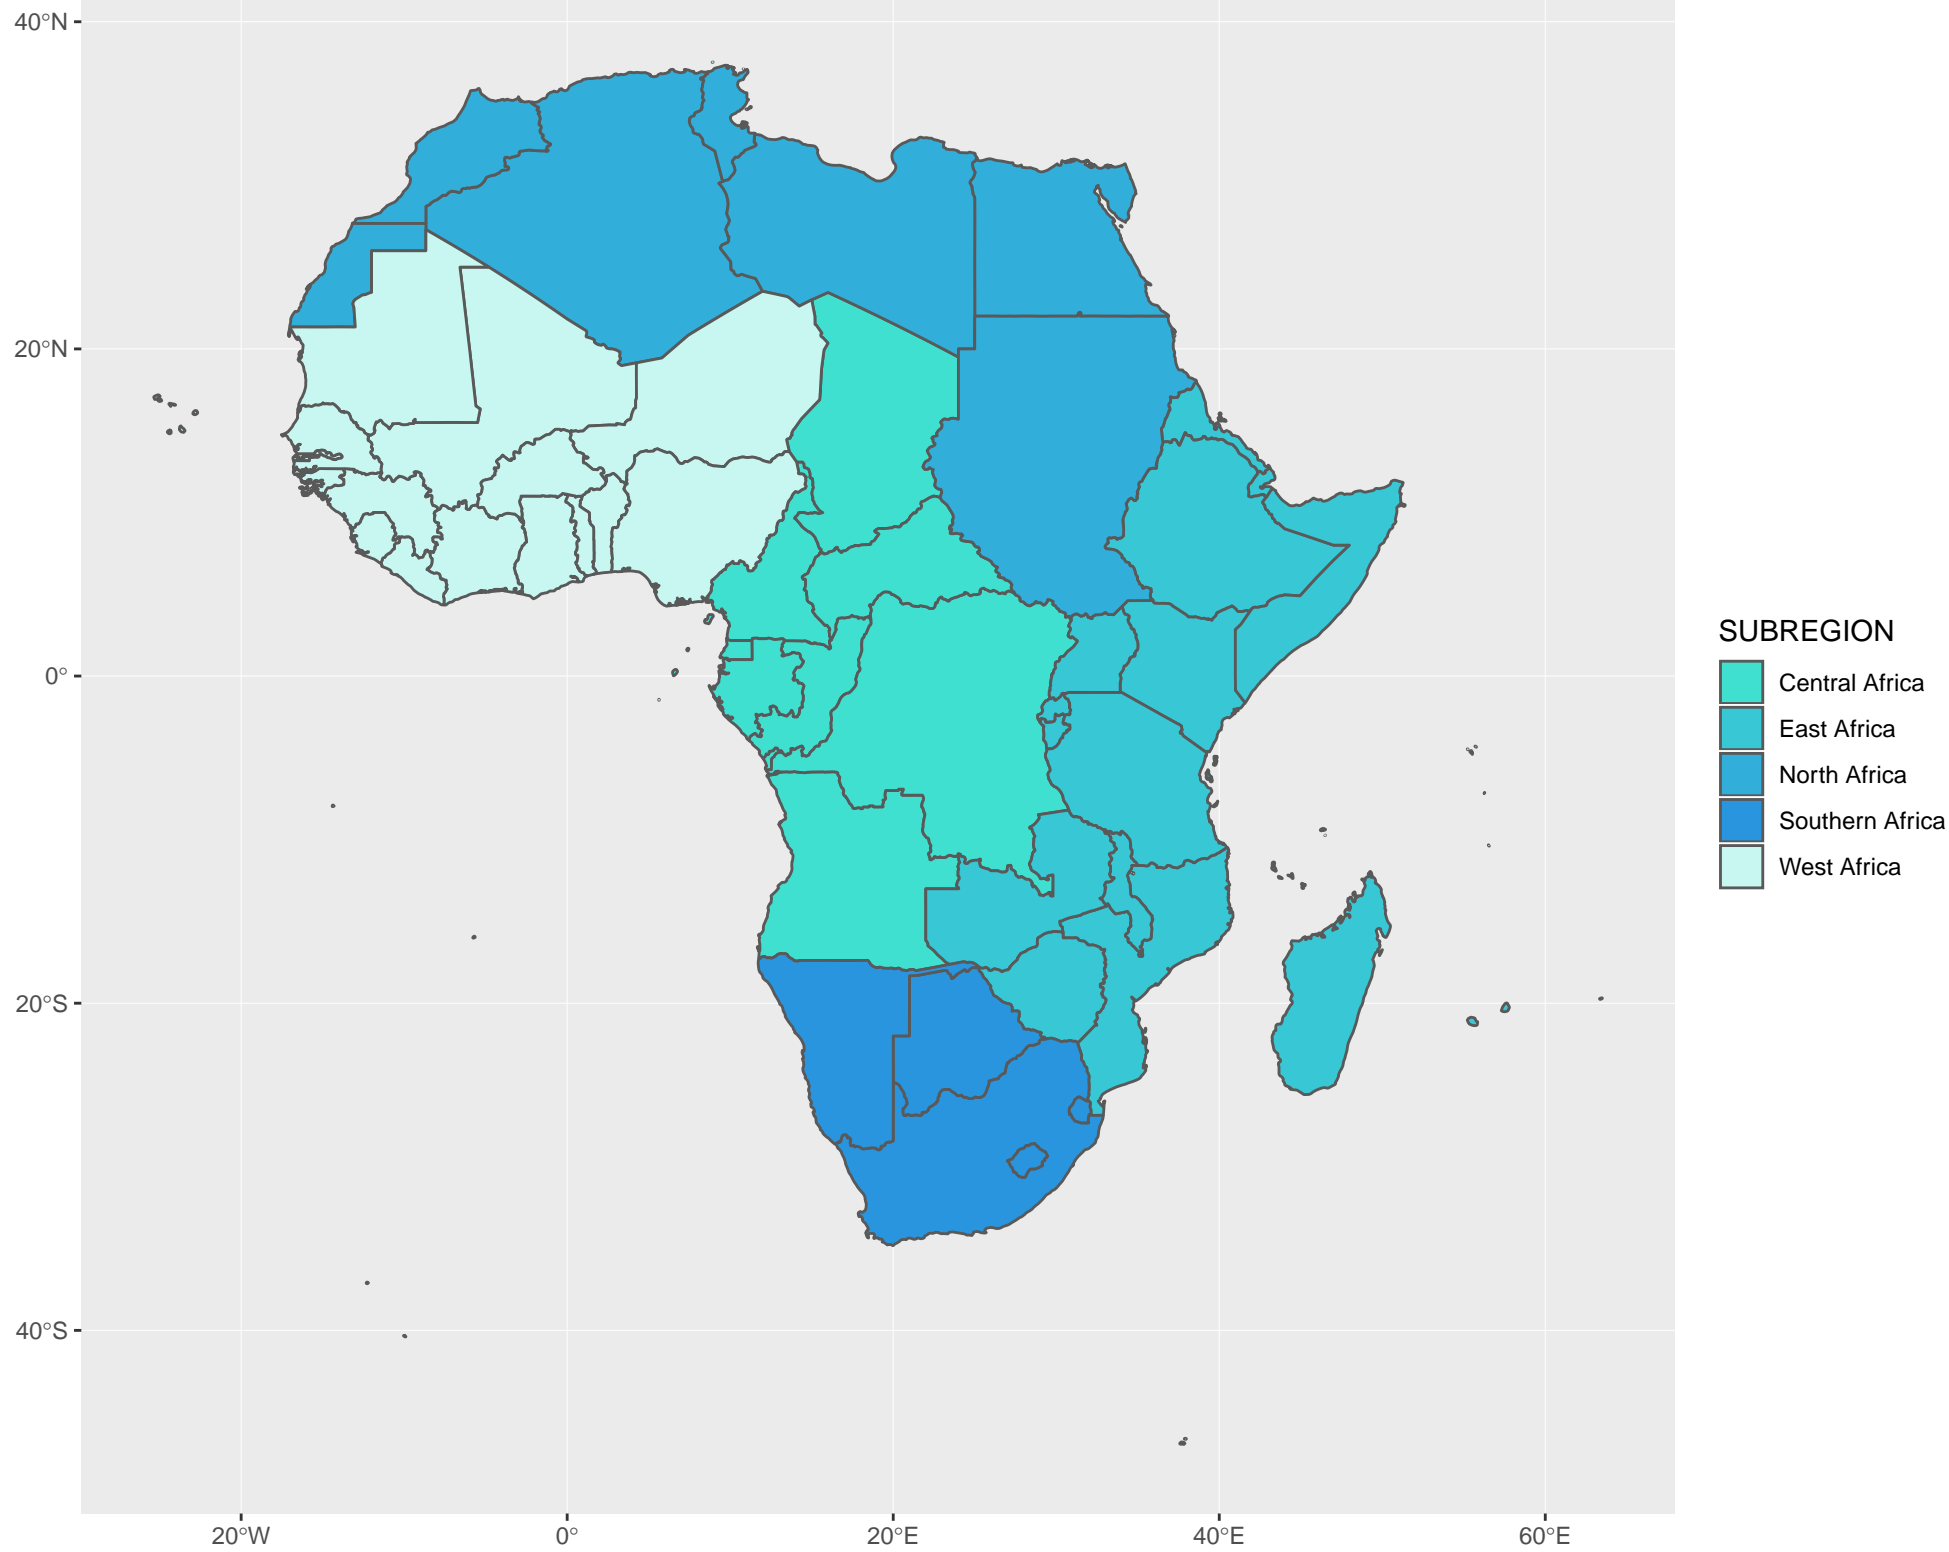 40°N
20°N
0°
20°S
40°S
20°W
0°
20°E
40°E
60°E
SUBREGION
Central Africa
East Africa
North Africa
Southern Africa
West Africa